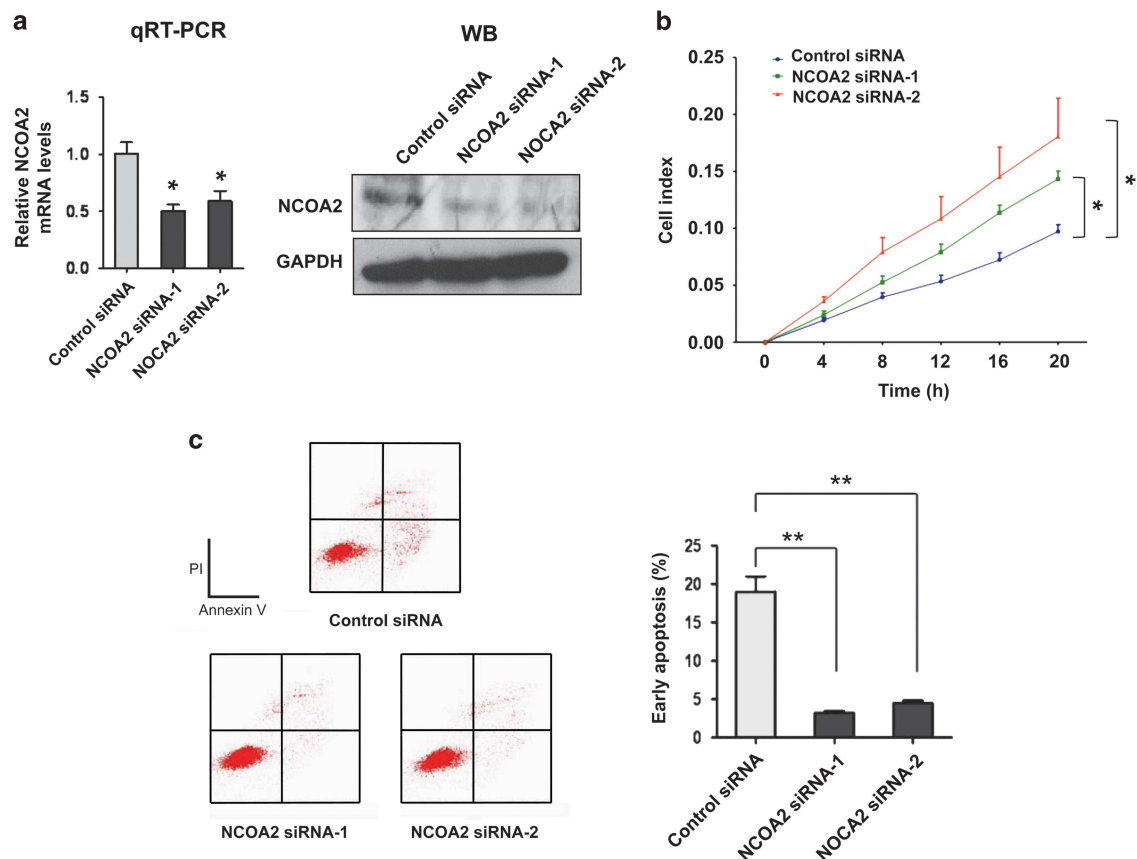 a
qRT-PCR
WB
Relative NCOA2
mRNA levels
1.5
1.0
0.5
0.0
*
*
Control siRNA
NCOA2 siRNA-1
NOCA2 siRNA-2
Control siRNA
NCOA2 siRNA-1
NOCA2 siRNA-2
NCOA2
GAPDH
b
Control siRNA
NCOA2 siRNA-1
NCOA2 siRNA-2
Cell index
0.25
0.20
0.15
0.10
0.05
0.00
0 4 8 12 16 20
Time (h)
*
*
c
PI
Annexin V
Control siRNA
NCOA2 siRNA-1
NCOA2 siRNA-2
Early apoptosis (%)
25
20
15
10
5
0
**
**
Control siRNA
NCOA2 siRNA-1
NOCA2 siRNA-2